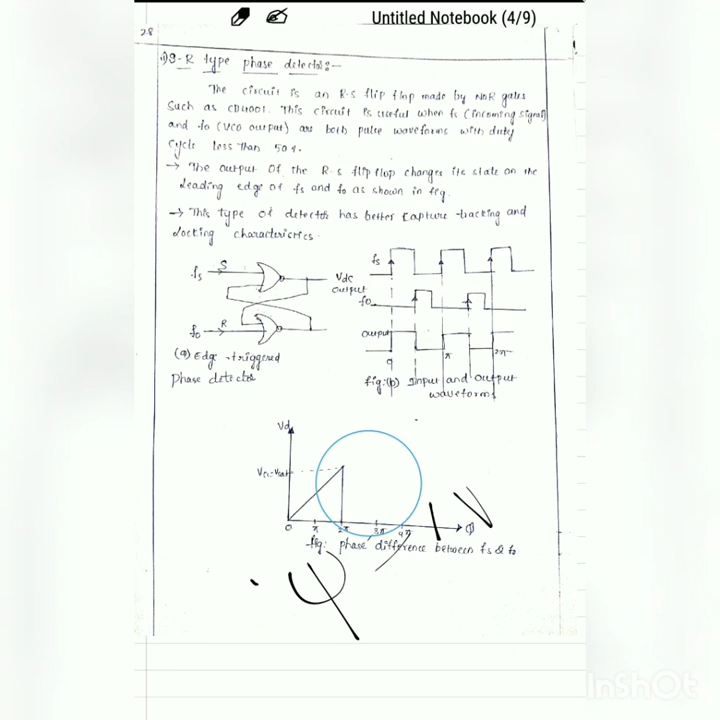 Untitled Notebook (4/9)
28
S-R type phase detector:-
The circuit is an R-S flip flop made by NOR gates
Such as CD4001. This circuit is useful when fs (incoming signal)
and fo (VCO output) are both pulse waveforms with duty
cycle less than 50%.
→ The output of the R-S flip flop changes its state on the
leading edge of fs and fo as shown in fig.
→ This type of detector has better capture tracking and
locking characteristics.
fs S
Vdc
output
fo R
(a) Edge-triggered
phase detector
fs
fo
output
0 π 2π
fig:(b) Input and output
waveforms
Vd
0 π 2π 3π 4π
fig: phase difference between fs & fo
InShOt